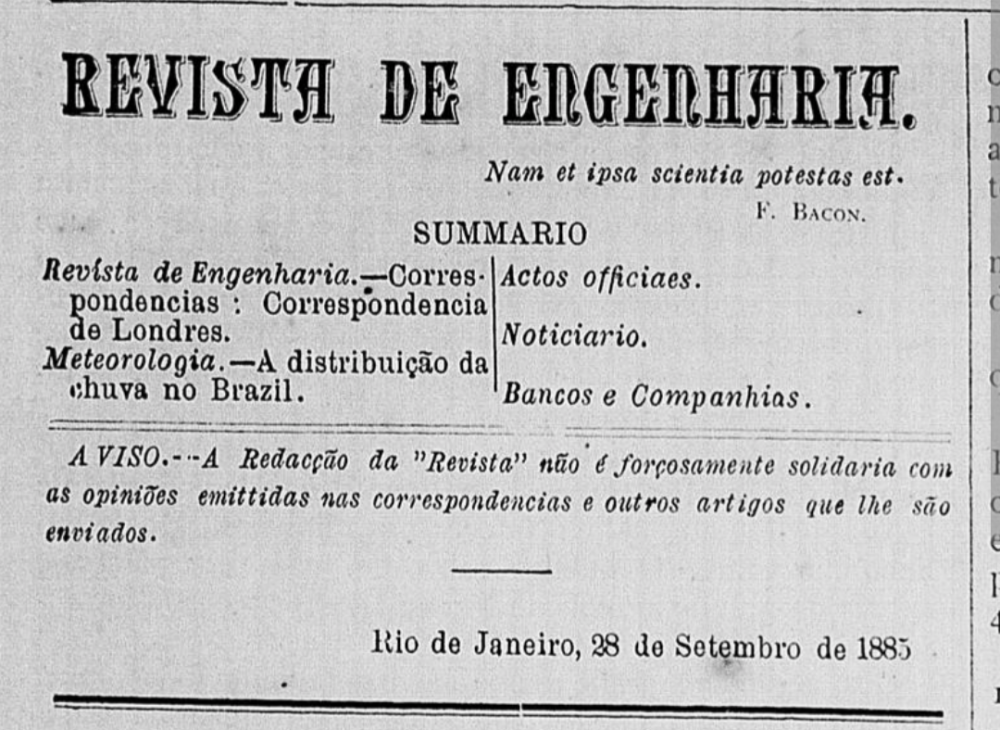 REVISTA DE ENGENHARIA.
Nam et ipsa scientia potestas est.
F. BACON.
SUMMARIO
Revista de Engenharia.—Corres-
pondencias : Correspondencia
de Londres.
Meteorologia.—A distribuição da
chuva no Brazil.
Actos officiaes.
Noticiario.
Bancos e Companhias.
AVISO.--A Redacção da "Revista" não é forçosamente solidaria com
as opiniões emittidas nas correspondencias e outros artigos que lhe são
enviados.
Rio de Janeiro, 28 de Setembro de 1885